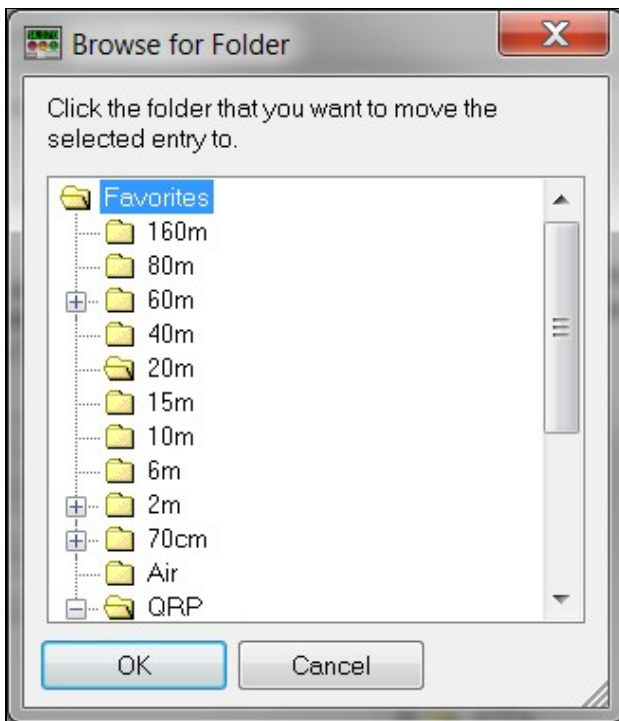 Browse for Folder
Click the folder that you want to move the
selected entry to.
Favorites
160m
80m
60m
40m
20m
15m
10m
6m
2m
70cm
Air
QRP
OK
Cancel